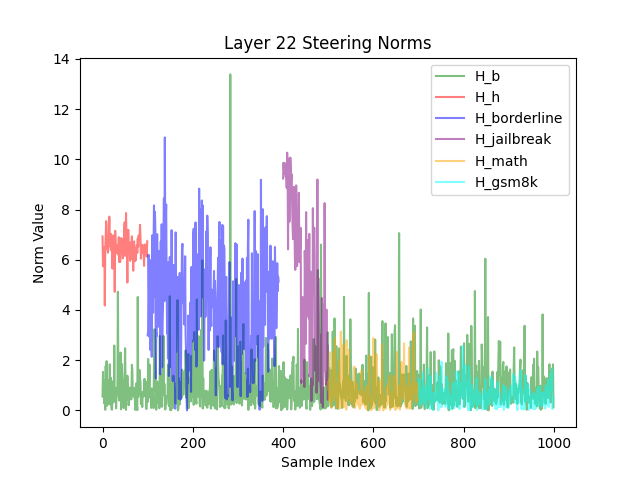 Layer 22 Steering Norms
Norm Value
14
12
10
8
6
4
2
0
H_b
H_h
H_borderline
H_jailbreak
H_math
H_gsm8k
0 200 400 600 800 1000
Sample Index